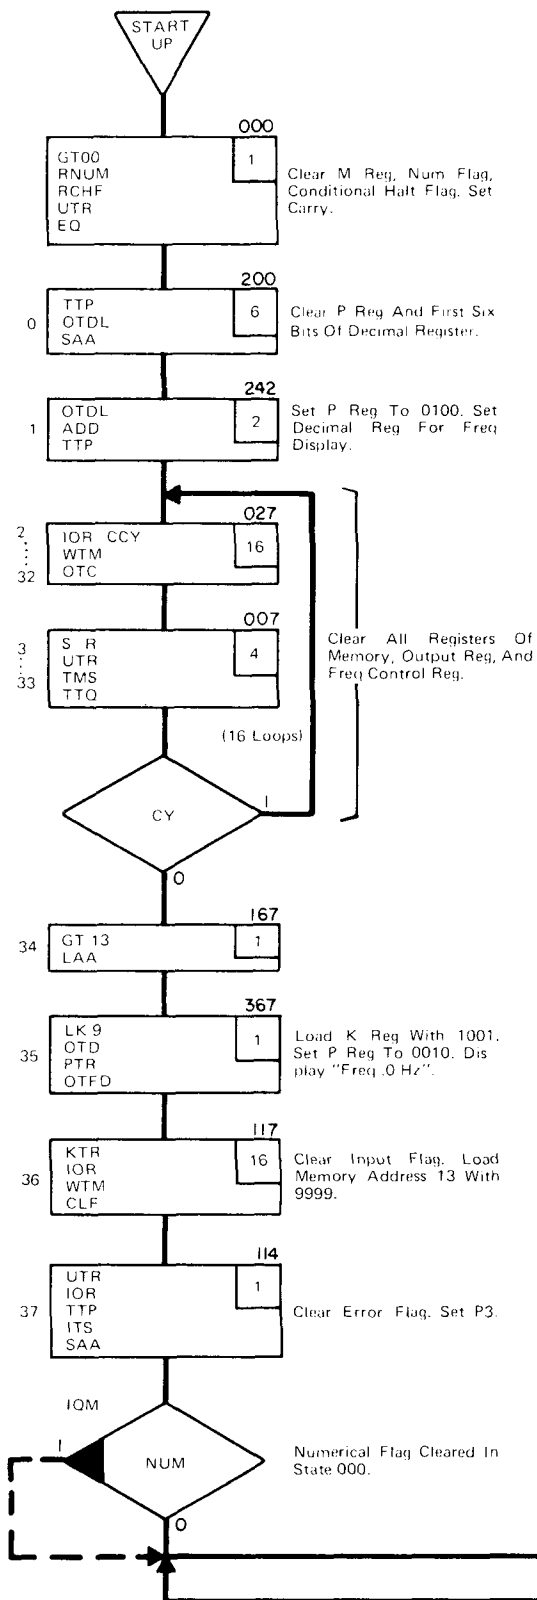 START
UP
000
GT00
RNUM
RCHF
UTR
EQ
1
Clear M Reg, Num Flag,
Conditional Halt Flag. Set
Carry.
200
0
TTP
OTDL
SAA
6
Clear P Reg And First Six
Bits Of Decimal Register.
242
1
OTDL
ADD
TTP
2
Set P Reg To 0100. Set
Decimal Reg For Freq
Display.
027
2
32
IOR CCY
WTM
OTC
16
007
3
33
S R
UTR
TMS
TTQ
4
Clear All Registers Of
Memory, Output Reg, And
Freq Control Reg.
(16 Loops)
CY
1
0
167
34
GT 13
LAA
1
367
35
LK 9
OTD
PTR
OTFD
1
Load K Reg With 1001.
Set P Reg To 0010. Dis
play "Freq .0 Hz".
117
36
KTR
IOR
WTM
CLF
16
Clear Input Flag. Load
Memory Address 13 With
9999.
114
37
UTR
IOR
TTP
ITS
SAA
1
Clear Error Flag. Set P3.
IQM
1
NUM
0
Numerical Flag Cleared In
State 000.